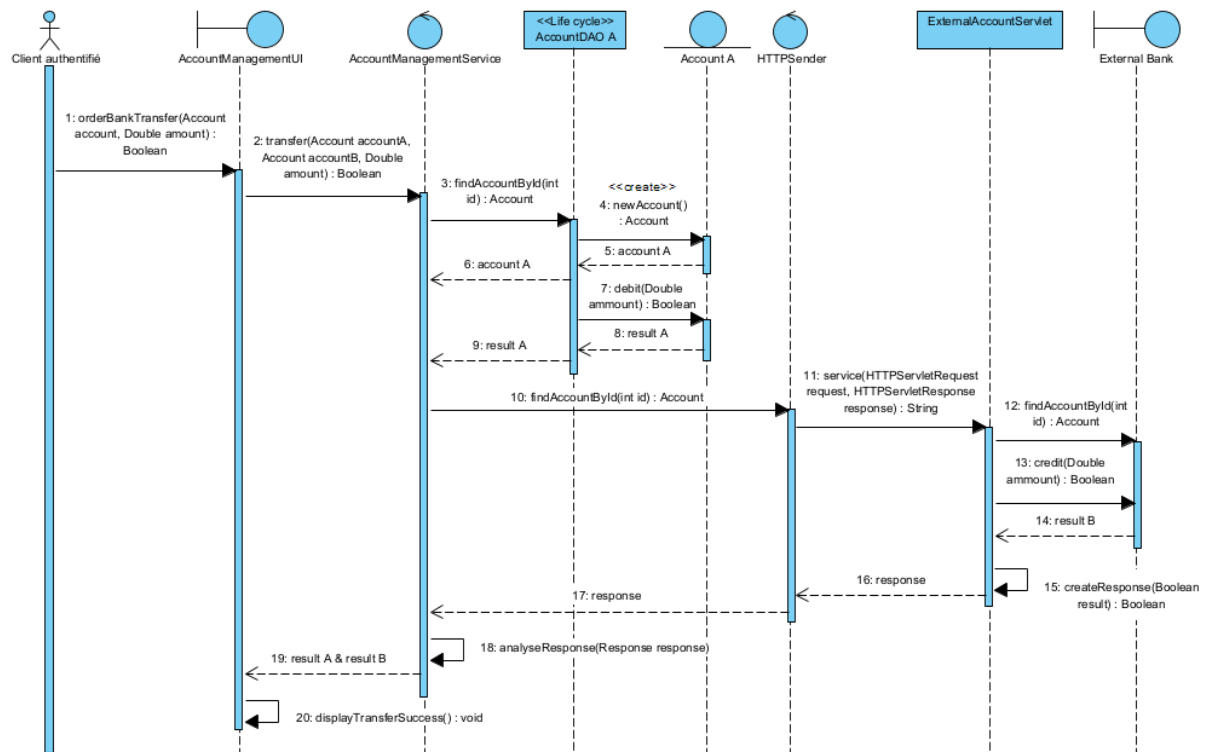 <<Life cycle>>
AccountDAO A
ExternalAccountServlet
Client authentifié
AccountManagementUI
AccountManagementService
Account A
HTTPSender
External Bank
1: orderBankTransfer(Account
account, Double amount) :
Boolean
2: transfer(Account accountA,
Account accountB, Double
amount) : Boolean
3: findAccountById(int
id) : Account
<<create>>
4: newAccount()
: Account
5: account A
6: account A
7: debit(Double
ammount) : Boolean
8: result A
9: result A
10: findAccountById(int id) : Account
11: service(HTTPServletRequest
request, HTTPServletResponse
response) : String
12: findAccountById(int
id) : Account
13: credit(Double
ammount) : Boolean
14: result B
15: createResponse(Boolean
result) : Boolean
16: response
17: response
18: analyseResponse(Response response)
19: result A & result B
20: displayTransferSuccess() : void